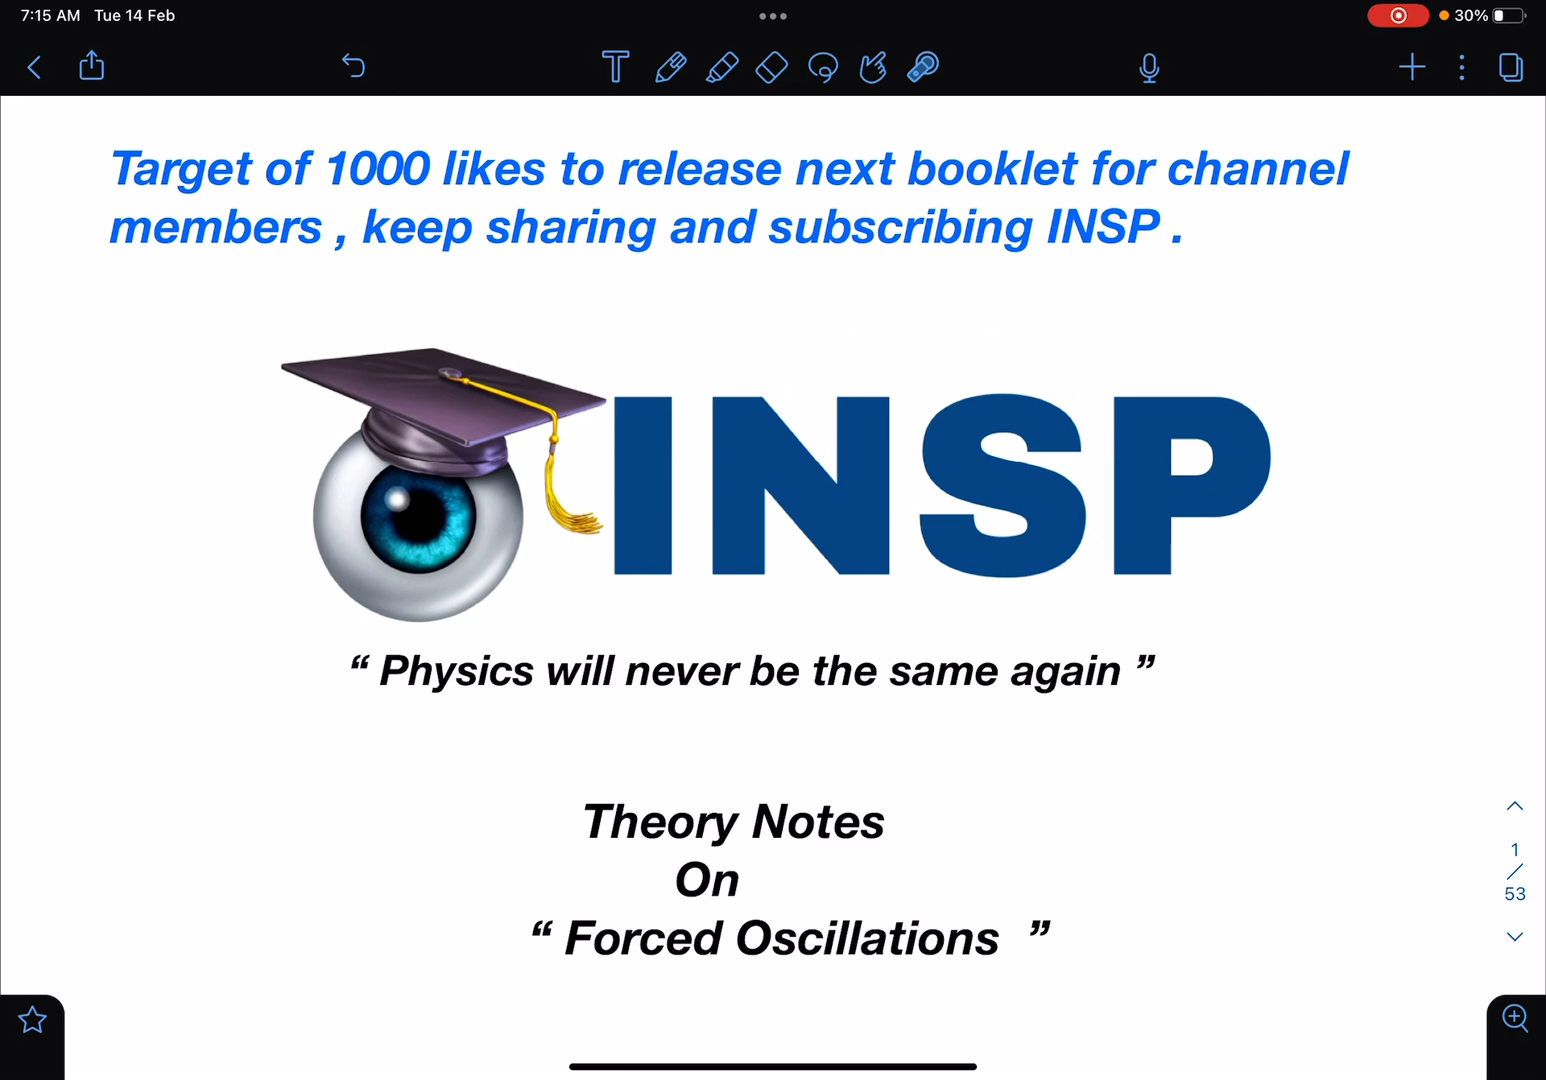 7:15 AM Tue 14 Feb
30%
Target of 1000 likes to release next booklet for channel
members , keep sharing and subscribing INSP .
INSP
“ Physics will never be the same again ”
Theory Notes
On
“ Forced Oscillations ”
1
/
53